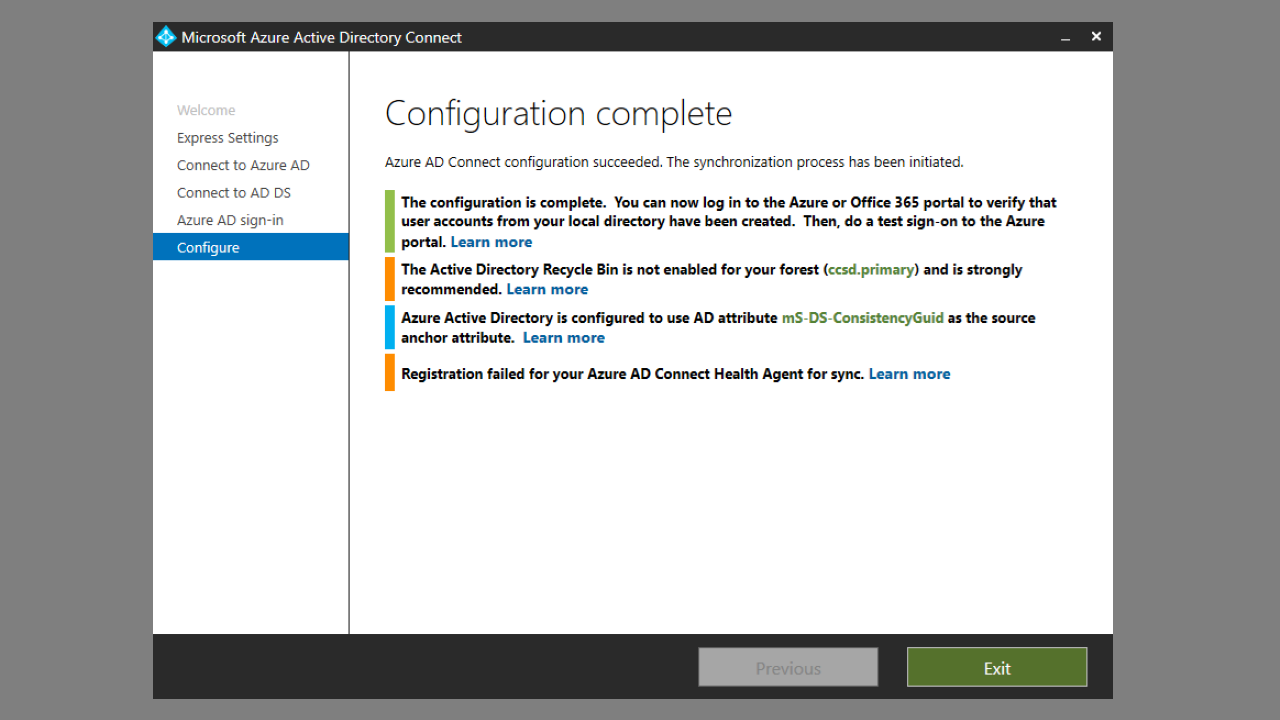 Microsoft Azure Active Directory Connect
Welcome
Express Settings
Connect to Azure AD
Connect to AD DS
Azure AD sign-in
Configure
Configuration complete
Azure AD Connect configuration succeeded. The synchronization process has been initiated.
The configuration is complete.  You can now log in to the Azure or Office 365 portal to verify that
user accounts from your local directory have been created.  Then, do a test sign-on to the Azure
portal. Learn more
The Active Directory Recycle Bin is not enabled for your forest (ccsd.primary) and is strongly
recommended. Learn more
Azure Active Directory is configured to use AD attribute mS-DS-ConsistencyGuid as the source
anchor attribute.  Learn more
Registration failed for your Azure AD Connect Health Agent for sync. Learn more
Previous
Exit